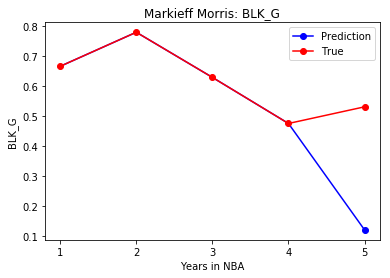 Markieff Morris: BLK_G
Prediction
True
BLK_G
0.8
0.7
0.6
0.5
0.4
0.3
0.2
0.1
1 2 3 4 5
Years in NBA